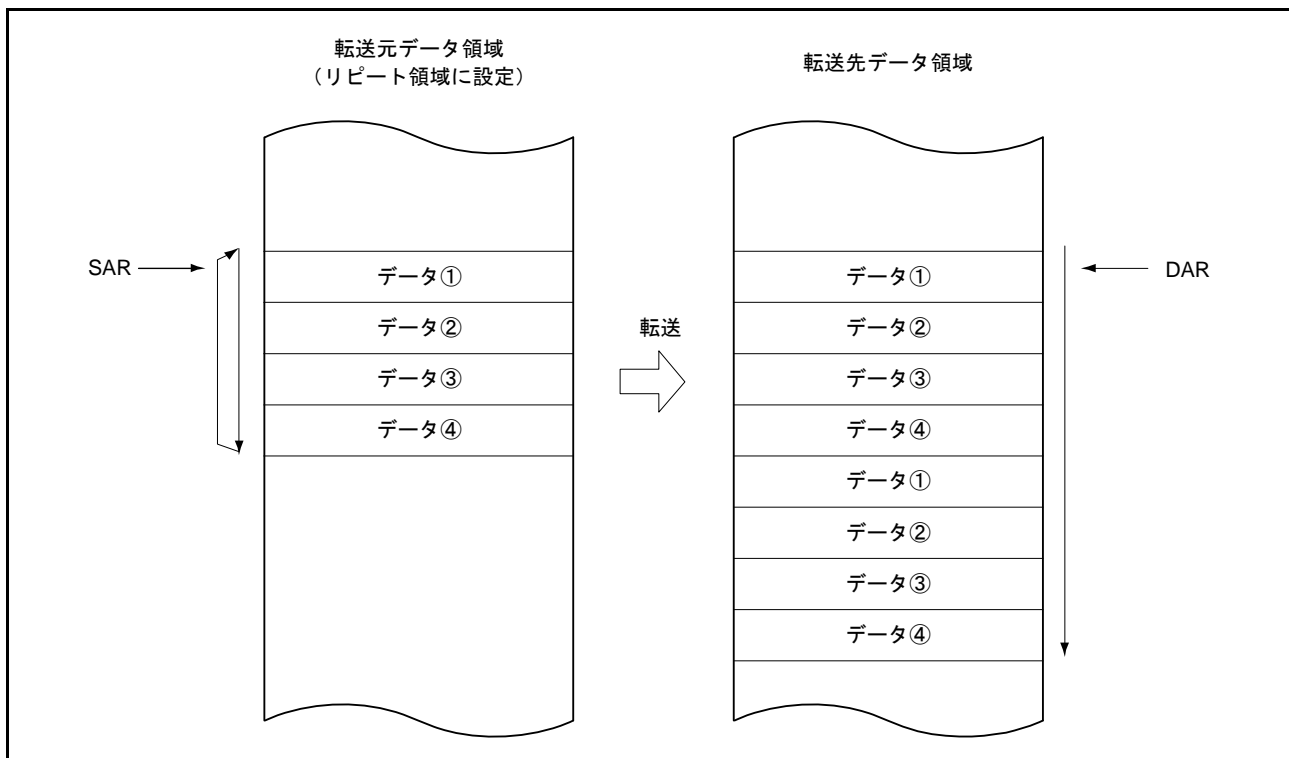 転送元データ領域
(リピート領域に設定)
転送先データ領域
SAR
データ①
データ②
データ③
データ④
転送
データ①
データ②
データ③
データ④
データ①
データ②
データ③
データ④
DAR